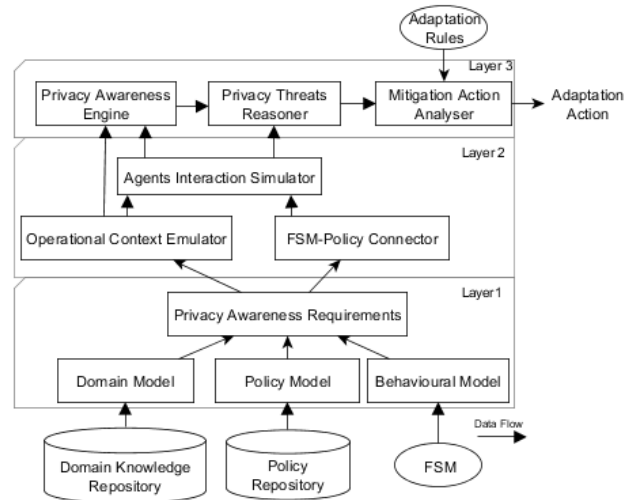 Adaptation
Rules
Layer 3
Privacy Awareness
Engine
Privacy Threats
Reasoner
Mitigation Action
Analyser
Adaptation
Action
Layer 2
Agents Interaction Simulator
Operational Context Emulator
FSM-Policy Connector
Layer1
Privacy Awareness Requirements
Domain Model
Policy Model
Behavioural Model
Data Flow
Domain Knowledge
Repository
Policy
Repository
FSM